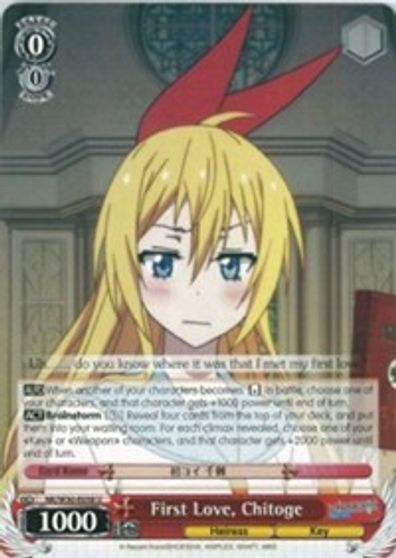 0
0
Uh...... do you know where it was that I met my first love?
AUTO When another of your characters becomes [ ] in battle, choose one of
your characters, and that character gets +1000 power until end of turn.
ACT Brainstorm Reveal four cards from the top of your deck, and put
them into your waiting room. For each climax revealed, choose one of
your «Key» or «Weapon» characters, and that character gets +2000 power
until end of turn.
Card Name
1000
First Love, Chitoge
Heiress Key